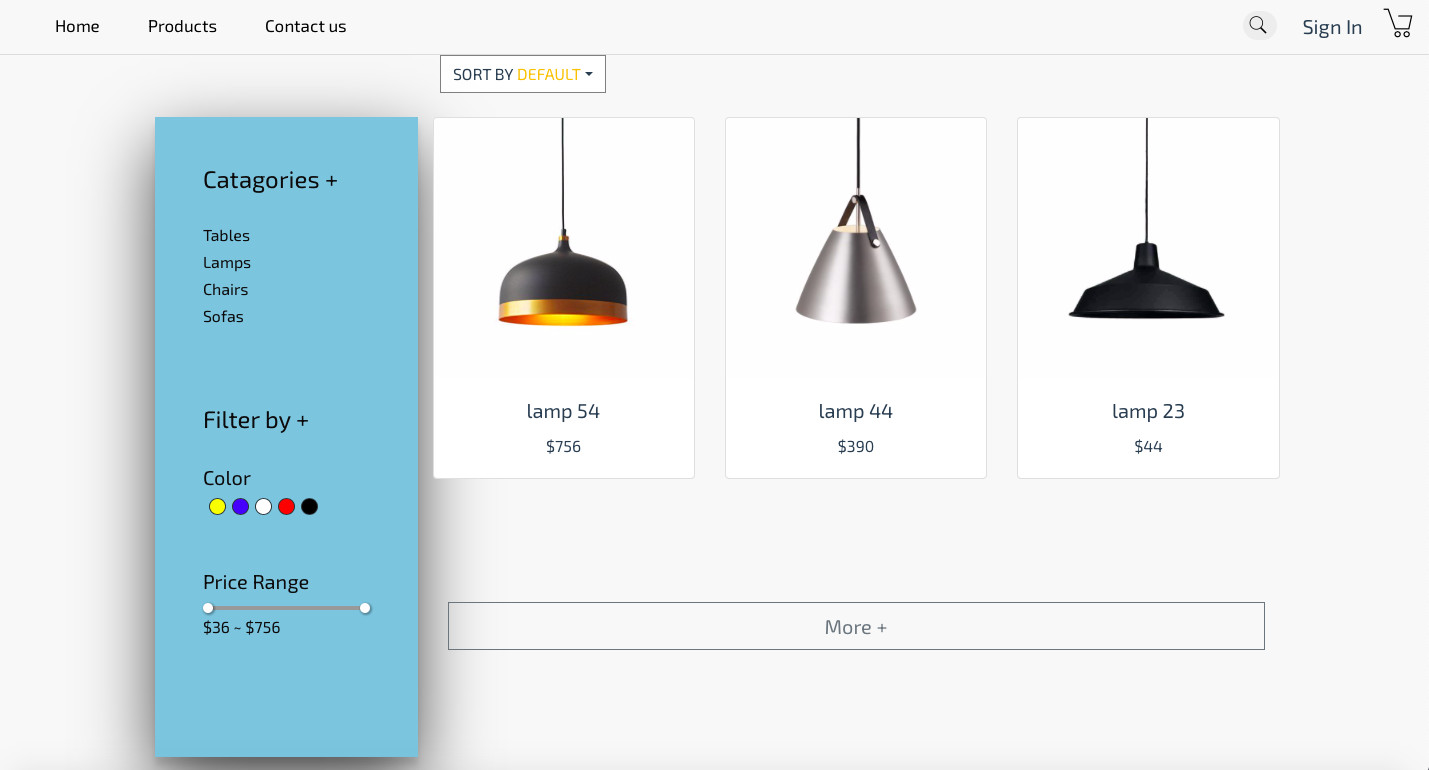 Home Products Contact us Sign In
SORT BY DEFAULT
Catagories +
Tables
Lamps
Chairs
Sofas
Filter by +
Color
Price Range
$36 ~ $756
lamp 54
$756
lamp 44
$390
lamp 23
$44
More +